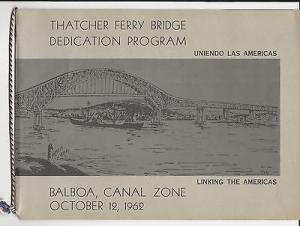 THATCHER FERRY BRIDGE
DEDICATION PROGRAM
UNIENDO LAS AMERICAS
LINKING THE AMERICAS
BALBOA, CANAL ZONE
OCTOBER 12, 1962